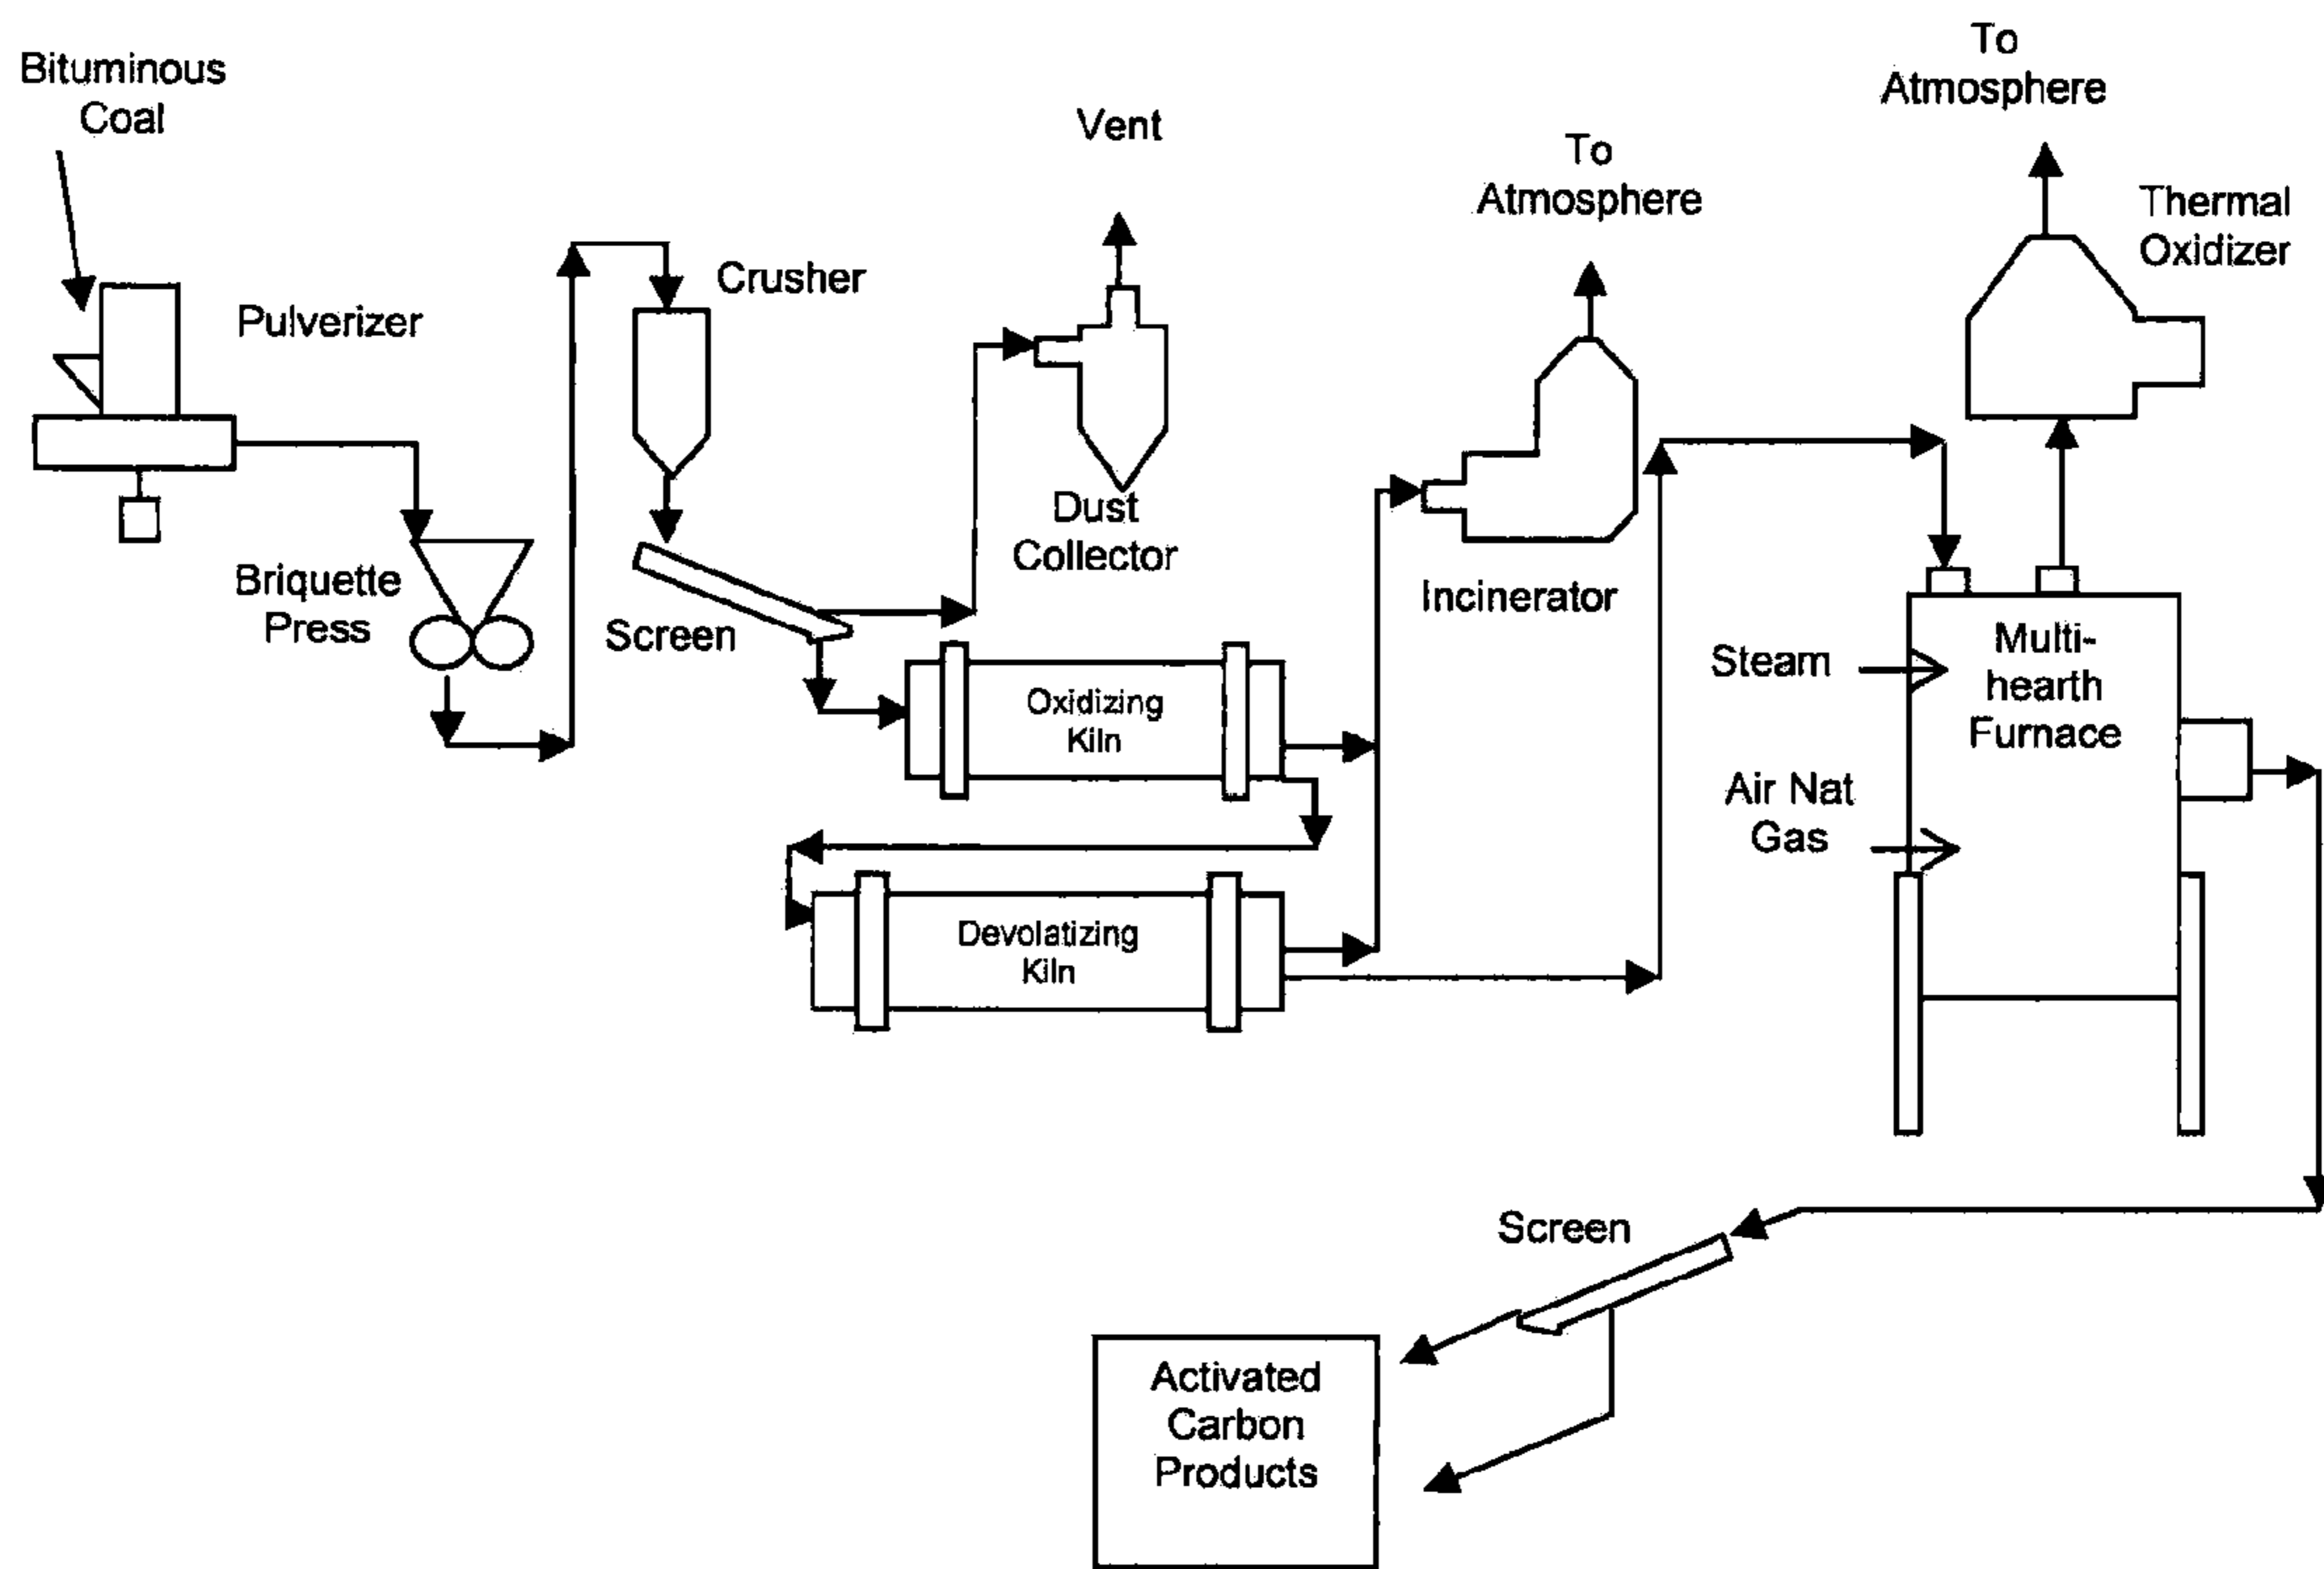 Bituminous
Coal
Pulverizer
Briquette
Press
Crusher
Screen
Vent
Dust
Collector
Oxidizing
Kiln
Devolatizing
Kiln
To
Atmosphere
Incinerator
To
Atmosphere
Thermal
Oxidizer
Steam
Air Nat
Gas
Multi-
hearth
Furnace
Screen
Activated
Carbon
Products